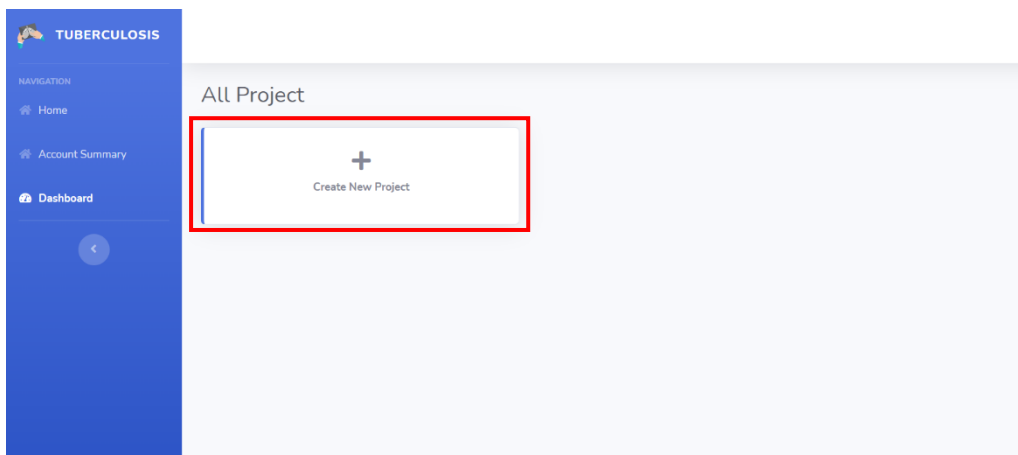 TUBERCULOSIS
NAVIGATION
Home
Account Summary
Dashboard
All Project
Create New Project